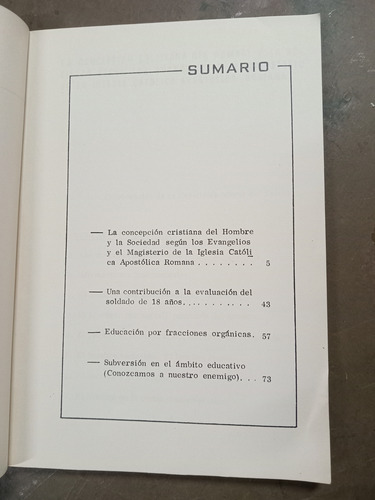 SUMARIO
— La concepción cristiana del Hombre
y la Sociedad según los Evangelios
y el Magisterio de la Iglesia Católi
ca Apostólica Romana . . . . . . . . 5
— Una contribución a la evaluación del
soldado de 18 años. . . . . . . . . . . 43
— Educación por fracciones orgánicas. 57
— Subversión en el ámbito educativo
(Conozcamos a nuestro enemigo). . . 73